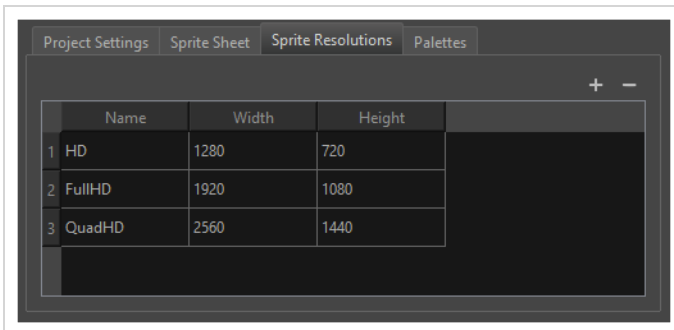 Project Settings Sprite Sheet Sprite Resolutions Palettes
+ −
Name Width Height
1 HD 1280 720
2 FullHD 1920 1080
3 QuadHD 2560 1440